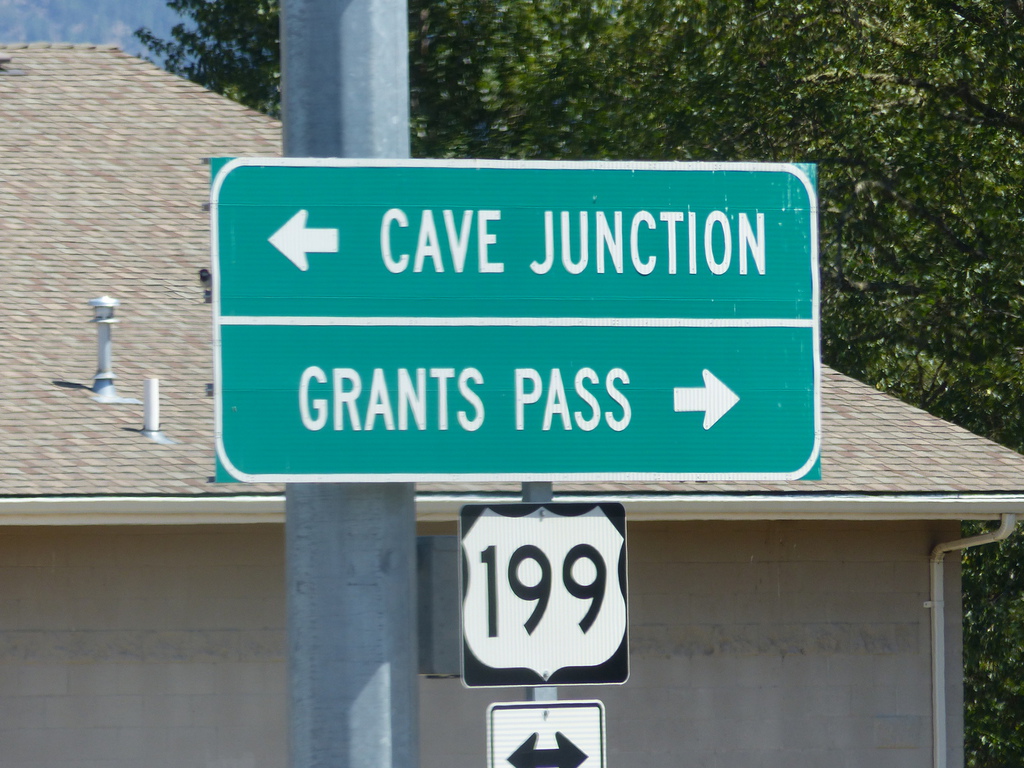 CAVE JUNCTION
GRANTS PASS
199